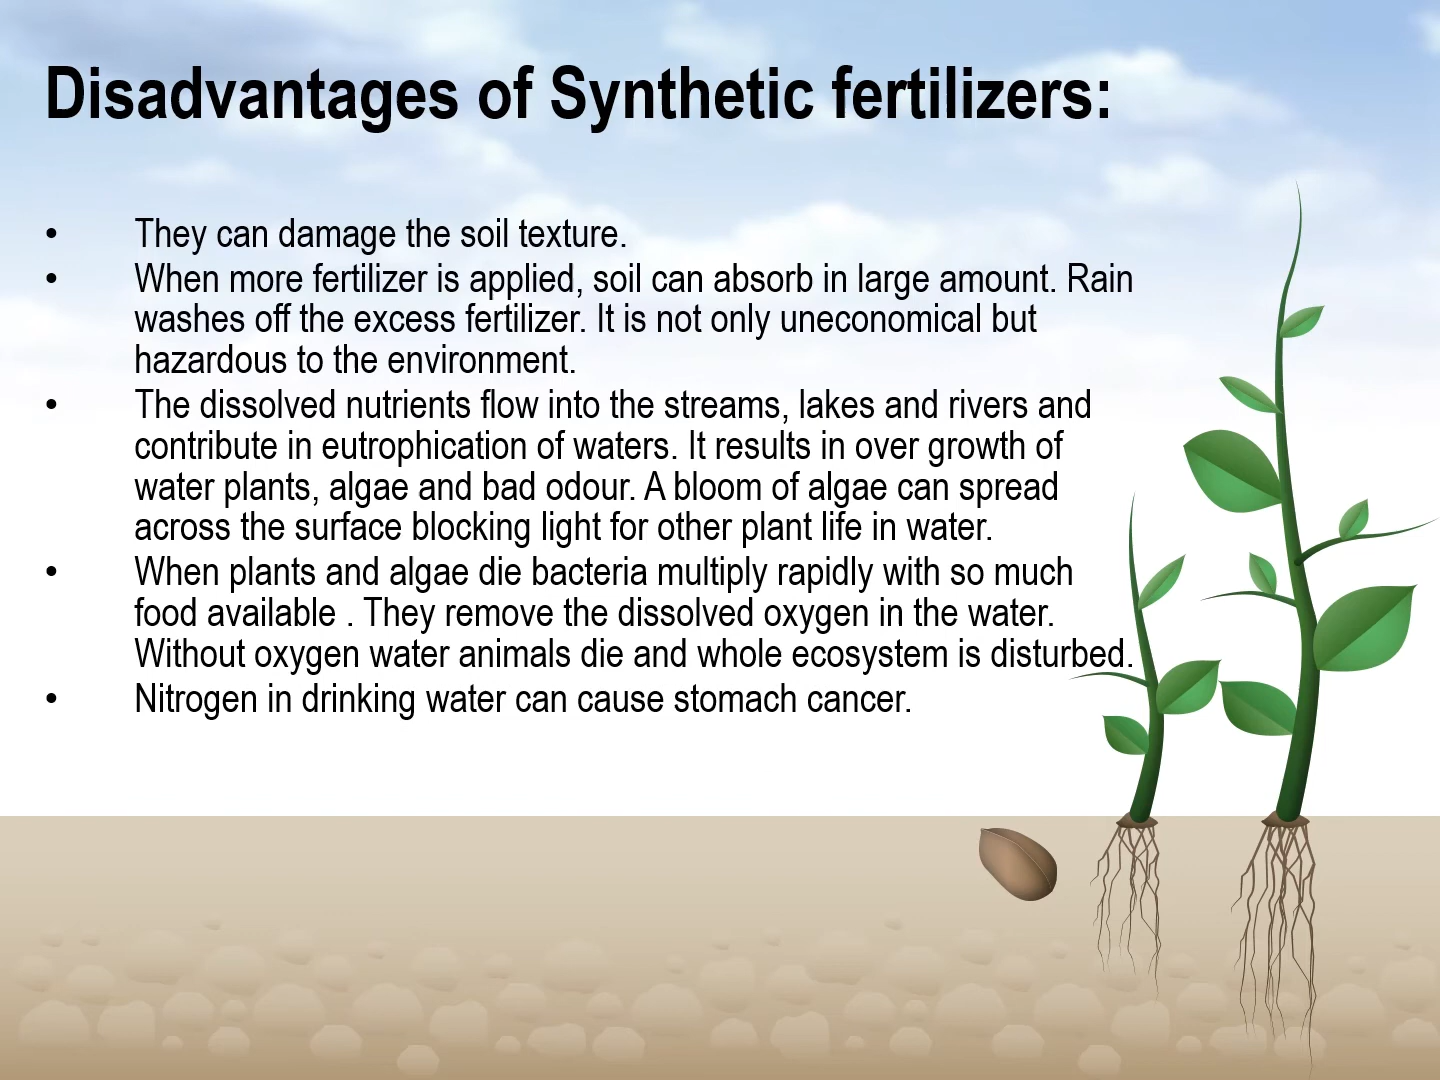 Disadvantages of Synthetic fertilizers:
• They can damage the soil texture.
• When more fertilizer is applied, soil can absorb in large amount. Rain
washes off the excess fertilizer. It is not only uneconomical but
hazardous to the environment.
• The dissolved nutrients flow into the streams, lakes and rivers and
contribute in eutrophication of waters. It results in over growth of
water plants, algae and bad odour. A bloom of algae can spread
across the surface blocking light for other plant life in water.
• When plants and algae die bacteria multiply rapidly with so much
food available . They remove the dissolved oxygen in the water.
Without oxygen water animals die and whole ecosystem is disturbed.
• Nitrogen in drinking water can cause stomach cancer.